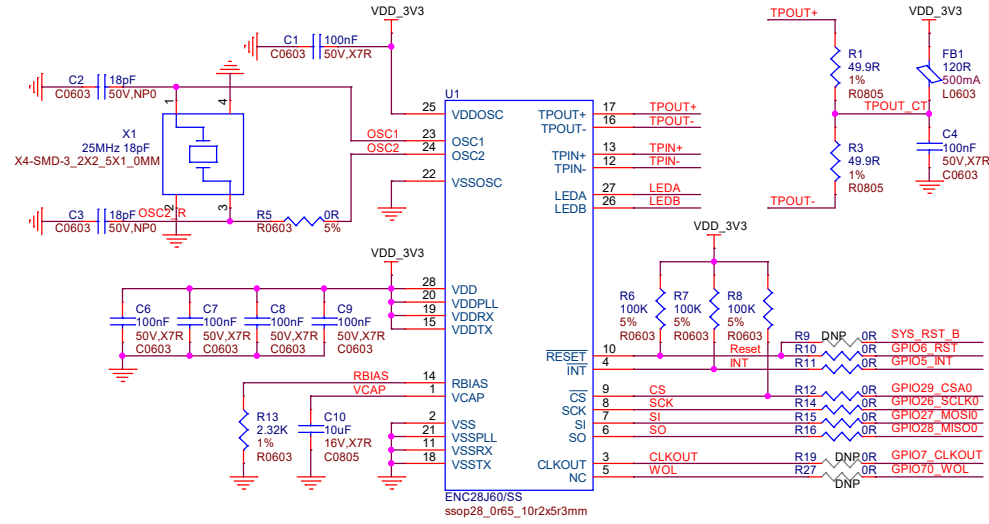 VDD_3V3
C1
100nF
C0603
50V,X7R
C2
18pF
C0603
50V,NP0
1
4
X1
25MHz 18pF
X4-SMD-3_2X2_5X1_0MM
2
3
C3
18pF
OSC2_R
C0603
50V,NP0
R5
0R
R0603
5%
OSC1
OSC2
VDD_3V3
C6
100nF
50V,X7R
C0603
C7
100nF
50V,X7R
C0603
C8
100nF
50V,X7R
C0603
C9
100nF
50V,X7R
C0603
RBIAS
VCAP
R13
2.32K
1%
R0603
C10
10uF
16V,X7R
C0805
U1
25
VDDOSC
23
OSC1
24
OSC2
22
VSSOSC
28
VDD
20
VDDPLL
19
VDDRX
15
VDDTX
14
RBIAS
1
VCAP
2
VSS
21
VSSPLL
11
VSSRX
18
VSSTX
TPOUT+
17
TPOUT+
TPOUT-
16
TPOUT-
TPIN+
13
TPIN+
TPIN-
12
TPIN-
LEDA
27
LEDA
LEDB
26
LEDB
RESET
10
Reset
INT
4
INT
CS
9
CS
SCK
8
SCK
SI
7
SI
SO
6
SO
CLKOUT
3
CLKOUT
NC
5
WOL
ENC28J60/SS
ssop28_0r65_10r2x5r3mm
TPOUT+
VDD_3V3
R1
49.9R
1%
R0805
FB1
120R
500mA
L0603
TPOUT_CT
R3
49.9R
1%
R0805
C4
100nF
50V,X7R
C0603
TPOUT-
VDD_3V3
R6
100K
5%
R0603
R7
100K
5%
R0603
R8
100K
5%
R0603
R9
DNP
0R
SYS_RST_B
R10
0R
GPIO6_RST
R11
0R
GPIO5_INT
R12
0R
GPIO29_CSA0
R14
0R
GPIO26_SCLK0
R15
0R
GPIO27_MOSI0
R16
0R
GPIO28_MISO0
R19
DNP
0R
GPIO7_CLKOUT
R27
0R
GPIO70_WOL
DNP